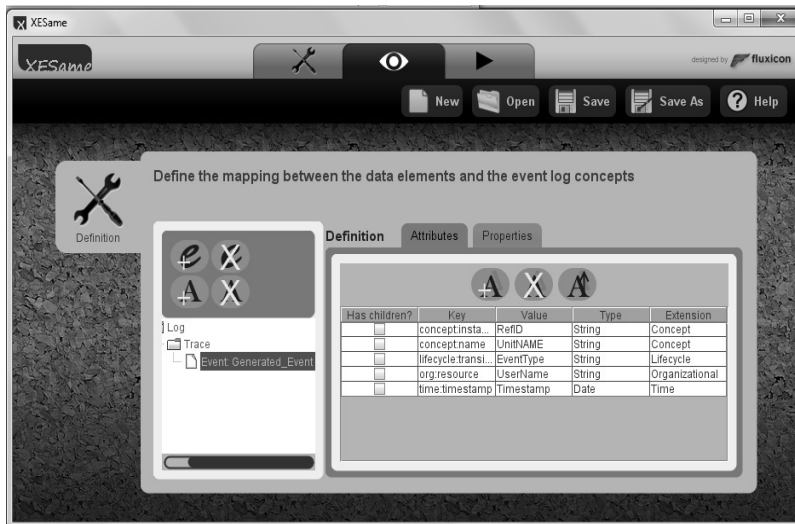 XESame
XESame
designed by fluxicon
New Open Save Save As Help
Define the mapping between the data elements and the event log concepts
Definition
Definition Attributes Properties
Log
Trace
Event: Generated_Event
Has children? Key Value Type Extension
concept:insta... RefID String Concept
concept:name UnitNAME String Concept
lifecycle:transi... EventType String Lifecycle
org:resource UserName String Organizational
time:timestamp Timestamp Date Time